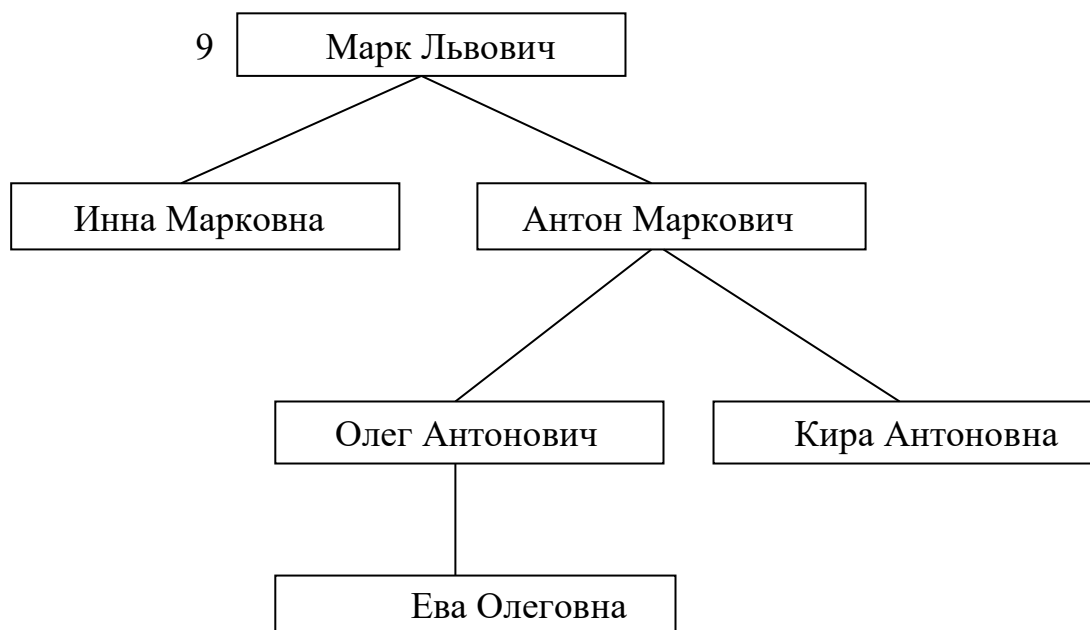 9 Марк Львович
Инна Марковна
Антон Маркович
Олег Антонович
Кира Антоновна
Ева Олеговна